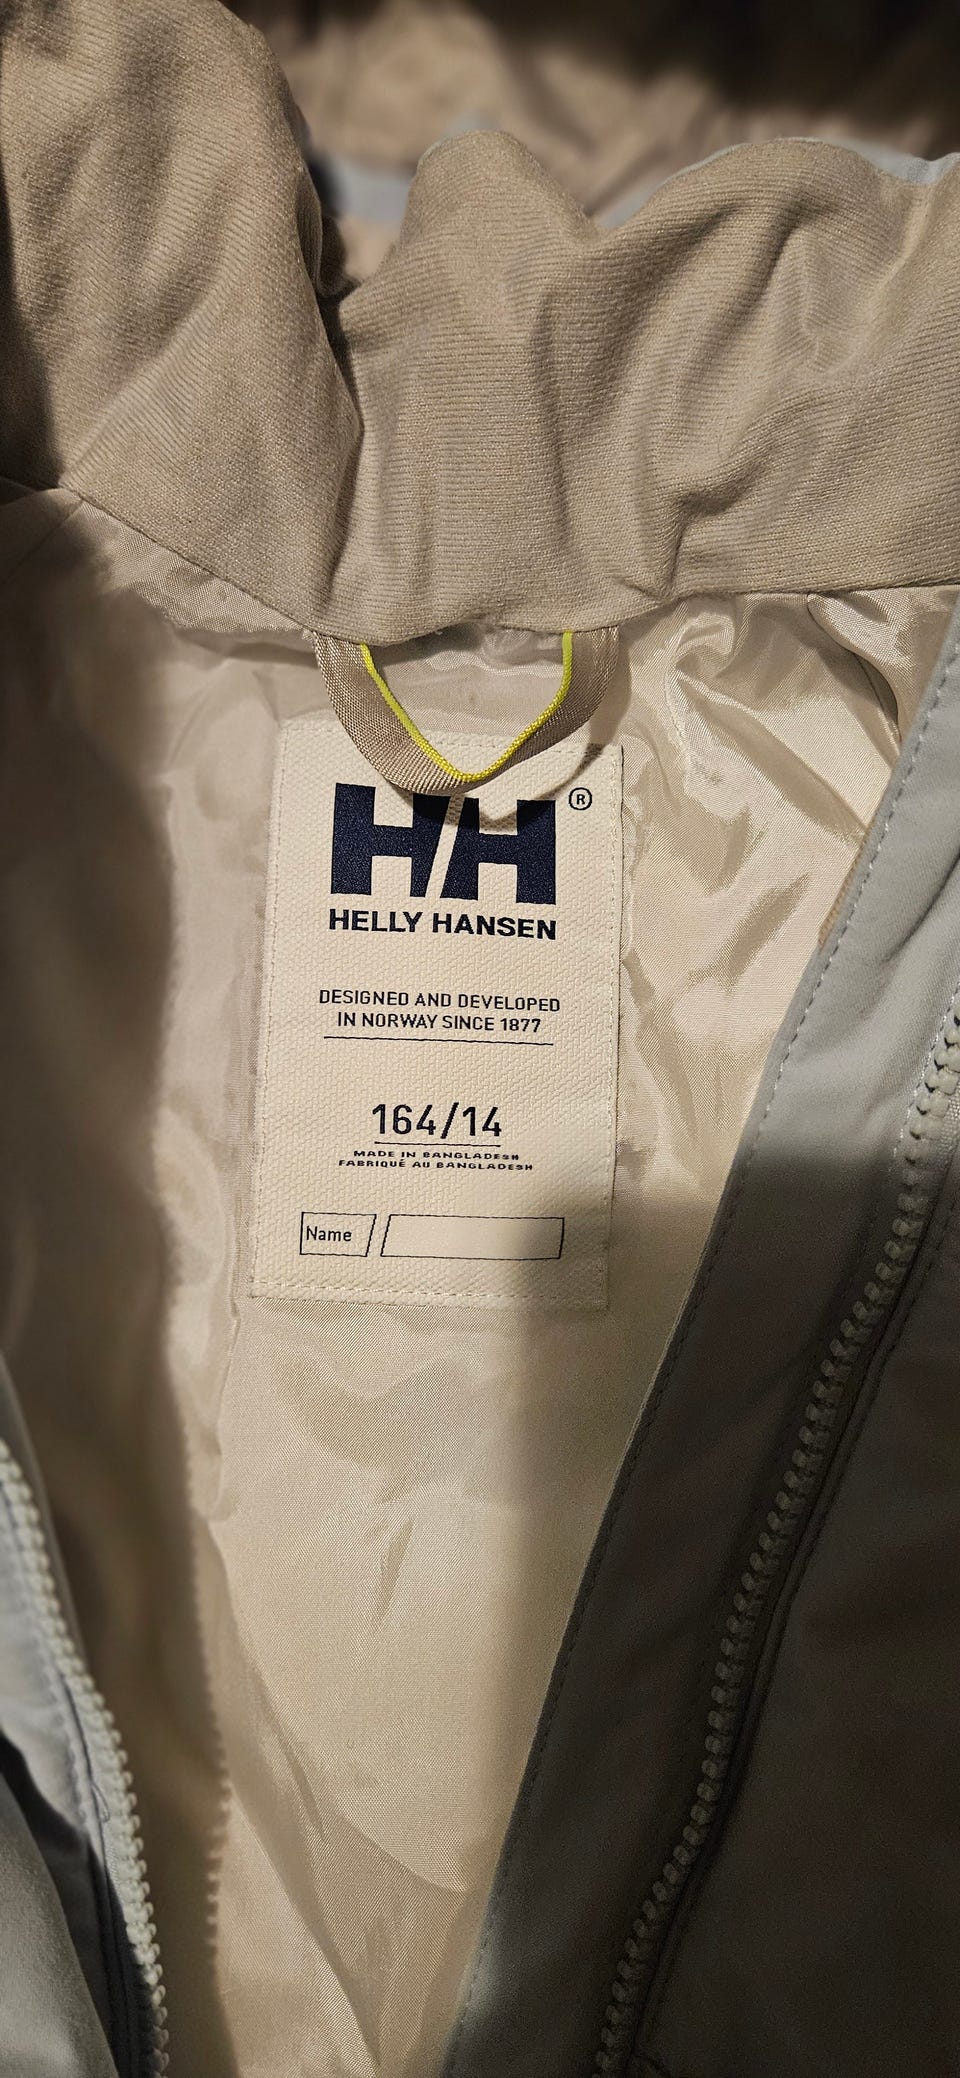 HH®
HELLY HANSEN
DESIGNED AND DEVELOPED
IN NORWAY SINCE 1877
164/14
MADE IN BANGLADESH
FABRIQUÉ AU BANGLADESH
Name